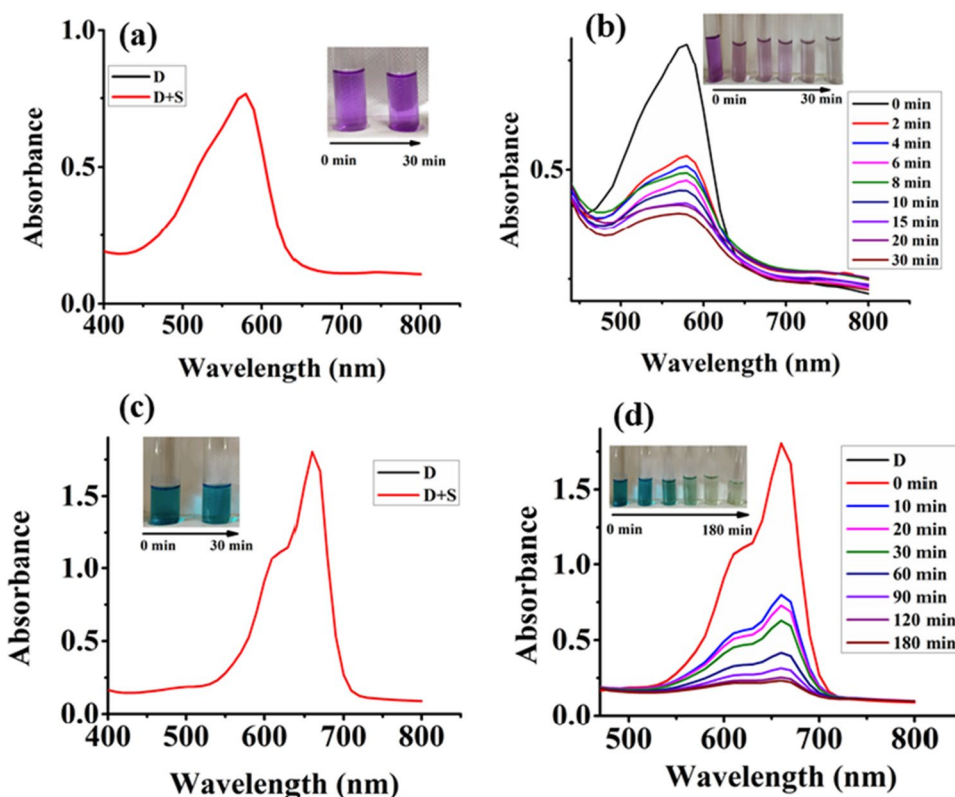 (a)
1.0
0.5
0.0
Absorbance
D
D+S
0 min 30 min
400 500 600 700 800
Wavelength (nm)
(b)
0.5
Absorbance
0 min 30 min
0 min
2 min
4 min
6 min
8 min
10 min
15 min
20 min
30 min
500 600 700 800
Wavelength (nm)
(c)
1.5
1.0
0.5
0.0
Absorbance
D
D+S
0 min 30 min
400 500 600 700 800
Wavelength (nm)
(d)
1.5
1.0
0.5
0.0
Absorbance
0 min 180 min
D
0 min
10 min
20 min
30 min
60 min
90 min
120 min
180 min
500 600 700 800
Wavelength (nm)